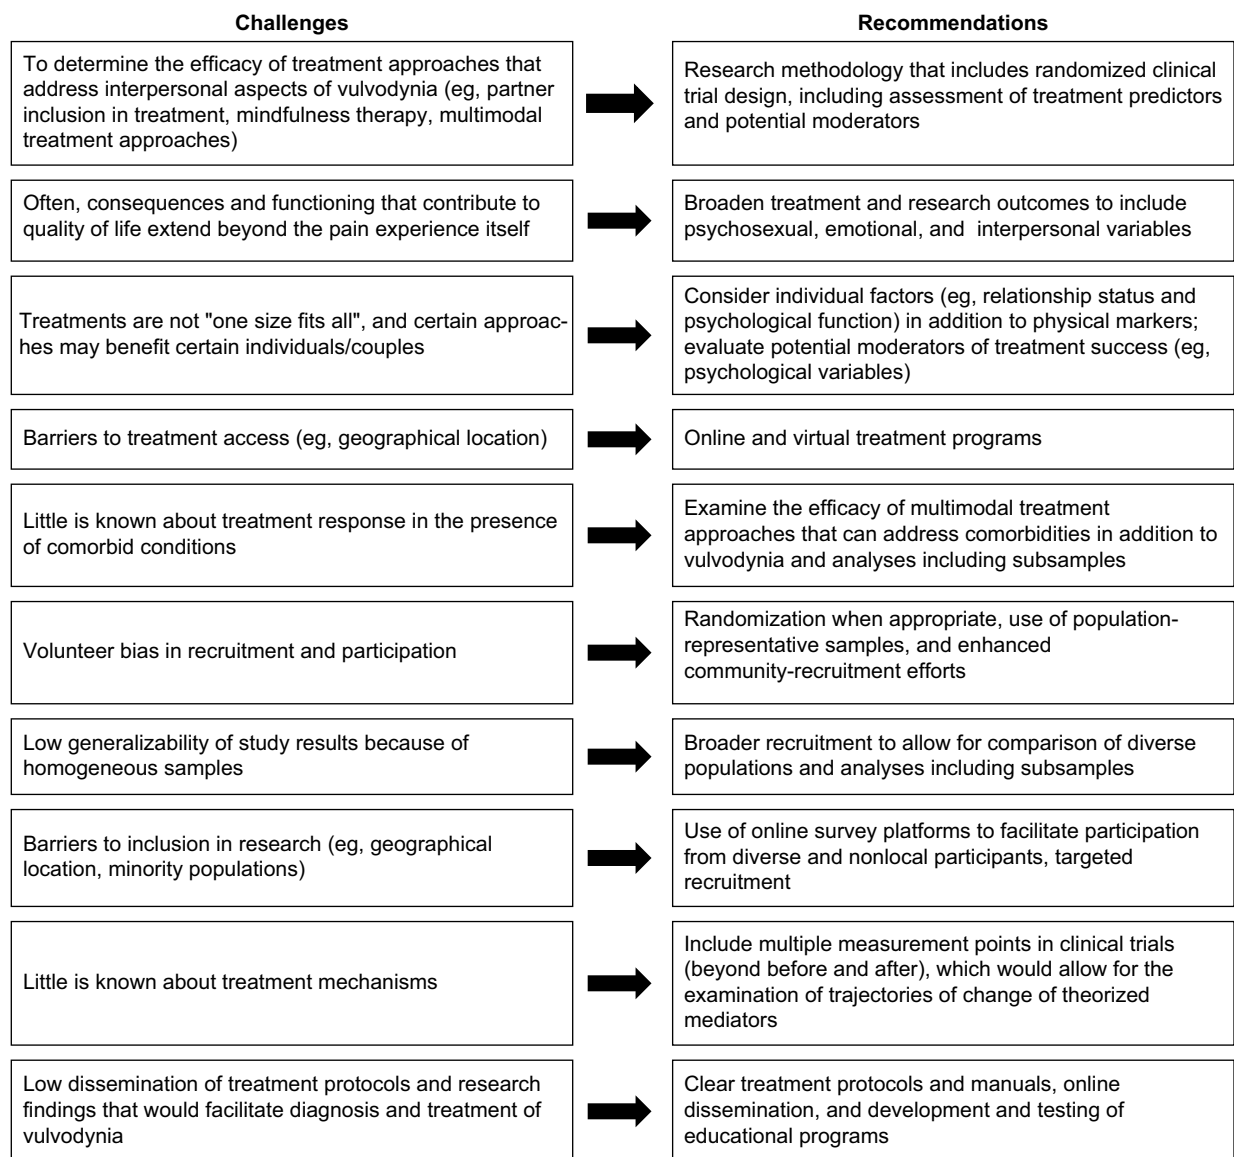 Challenges
Recommendations
To determine the efficacy of treatment approaches that
address interpersonal aspects of vulvodynia (eg, partner
inclusion in treatment, mindfulness therapy, multimodal
treatment approaches)
Research methodology that includes randomized clinical
trial design, including assessment of treatment predictors
and potential moderators
Often, consequences and functioning that contribute to
quality of life extend beyond the pain experience itself
Broaden treatment and research outcomes to include
psychosexual, emotional, and interpersonal variables
Treatments are not "one size fits all", and certain approac-
hes may benefit certain individuals/couples
Consider individual factors (eg, relationship status and
psychological function) in addition to physical markers;
evaluate potential moderators of treatment success (eg,
psychological variables)
Barriers to treatment access (eg, geographical location)
Online and virtual treatment programs
Little is known about treatment response in the presence
of comorbid conditions
Examine the efficacy of multimodal treatment
approaches that can address comorbidities in addition to
vulvodynia and analyses including subsamples
Volunteer bias in recruitment and participation
Randomization when appropriate, use of population-
representative samples, and enhanced
community-recruitment efforts
Low generalizability of study results because of
homogeneous samples
Broader recruitment to allow for comparison of diverse
populations and analyses including subsamples
Barriers to inclusion in research (eg, geographical
location, minority populations)
Use of online survey platforms to facilitate participation
from diverse and nonlocal participants, targeted
recruitment
Little is known about treatment mechanisms
Include multiple measurement points in clinical trials
(beyond before and after), which would allow for the
examination of trajectories of change of theorized
mediators
Low dissemination of treatment protocols and research
findings that would facilitate diagnosis and treatment of
vulvodynia
Clear treatment protocols and manuals, online
dissemination, and development and testing of
educational programs